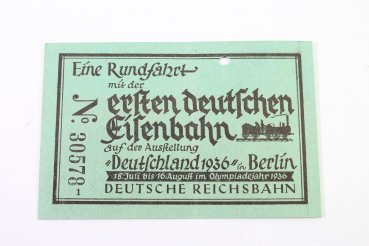 Eine Rundfahrt
mit der
ersten deutschen
Eisenbahn
auf der Ausstellung
"Deutschland 1936" in Berlin
18. Juli bis 16. August im Olympiadejahr 1936
DEUTSCHE REICHSBAHN
No. 30578
1